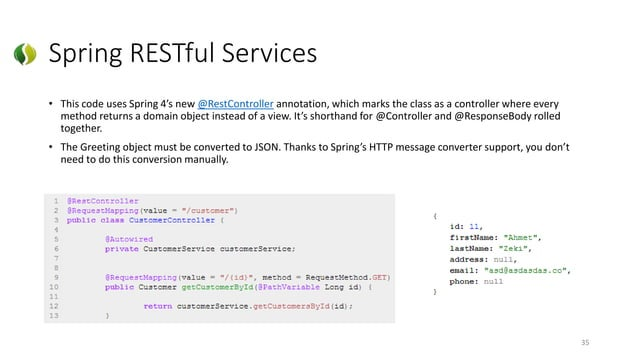 Spring RESTful Services
• This code uses Spring 4’s new @RestController annotation, which marks the class as a controller where every
method returns a domain object instead of a view. It’s shorthand for @Controller and @ResponseBody rolled
together.
• The Greeting object must be converted to JSON. Thanks to Spring’s HTTP message converter support, you don’t
need to do this conversion manually.
1 @RestController
2 @RequestMapping(value = "/customer")
3 public class CustomerController {
4
5 @Autowired
6 private CustomerService customerService;
7
8
9 @RequestMapping(value = "/{id}", method = RequestMethod.GET)
10 public Customer getCustomerById(@PathVariable Long id) {
11
12 return customerService.getCustomersById(id);
13 }
{
id: 11,
firstName: "Ahmet",
lastName: "Zeki",
address: null,
email: "asd@asdasdas.co",
phone: null
}
35